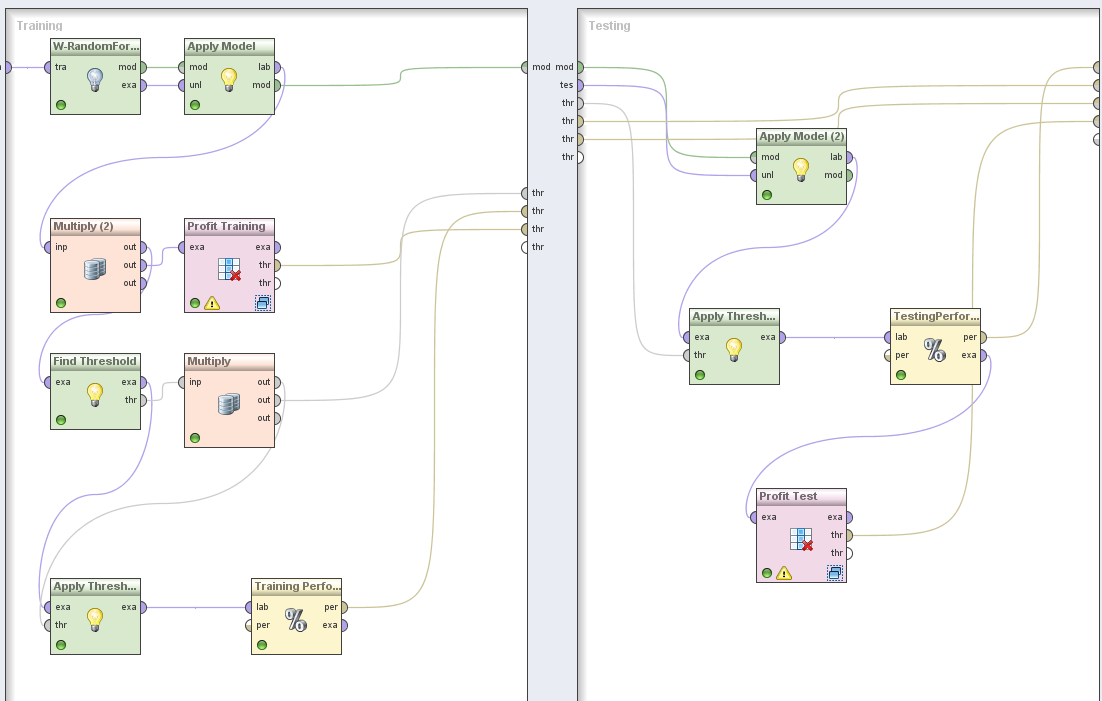 Training
W-RandomFor...
tra mod
exa
Apply Model
mod lab
unl mod
mod
Multiply (2)
inp out
out
out
Profit Training
exa exa
thr
thr
thr
thr
thr
thr
Find Threshold
exa exa
thr
Multiply
inp out
out
out
Apply Thresh...
exa exa
thr
Training Perfo...
lab per
per exa
Testing
mod
tes
thr
thr
thr
thr
Apply Model (2)
mod lab
unl mod
Apply Thresh...
exa exa
thr
TestingPerfor...
lab per
per exa
Profit Test
exa exa
thr
thr